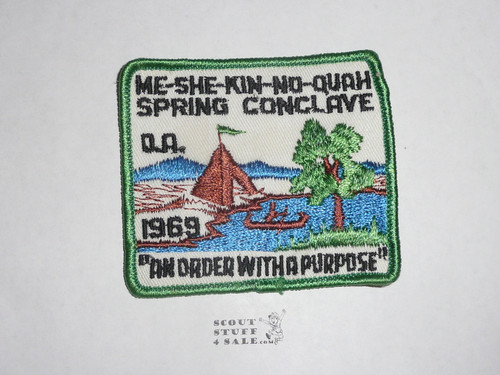 ME-SHE-KIN-NO-QUAH
SPRING CONCLAVE
O.A.
1969
"AN ORDER WITH A PURPOSE"
SCOUT
STUFF
4 SALE.com